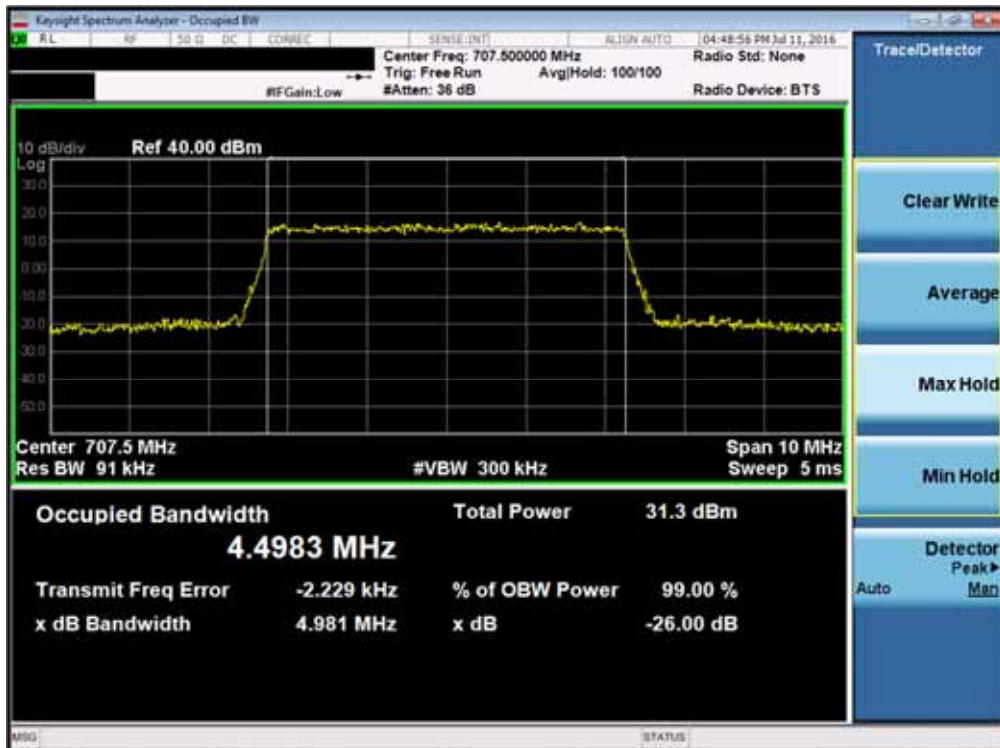 Keysight Spectrum Analyzer - Occupied BW
RL RF 50 Ω DC CORREC SENSE:INT ALIGN AUTO 04:48:56 PM Jul 11, 2016
Center Freq: 707.500000 MHz Radio Std: None
Trig: Free Run Avg|Hold: 100/100
#IFGain:Low #Atten: 36 dB Radio Device: BTS
10 dB/div Ref 40.00 dBm
Log
30.0
20.0
10.0
0.00
-10.0
-20.0
-30.0
-40.0
-50.0
Center 707.5 MHz Span 10 MHz
Res BW 91 kHz #VBW 300 kHz Sweep 5 ms
Occupied Bandwidth Total Power 31.3 dBm
4.4983 MHz
Transmit Freq Error -2.229 kHz % of OBW Power 99.00 %
x dB Bandwidth 4.981 MHz x dB -26.00 dB
MSG STATUS
Trace/Detector
Clear Write
Average
Max Hold
Min Hold
Detector
Peak▶
Auto Man